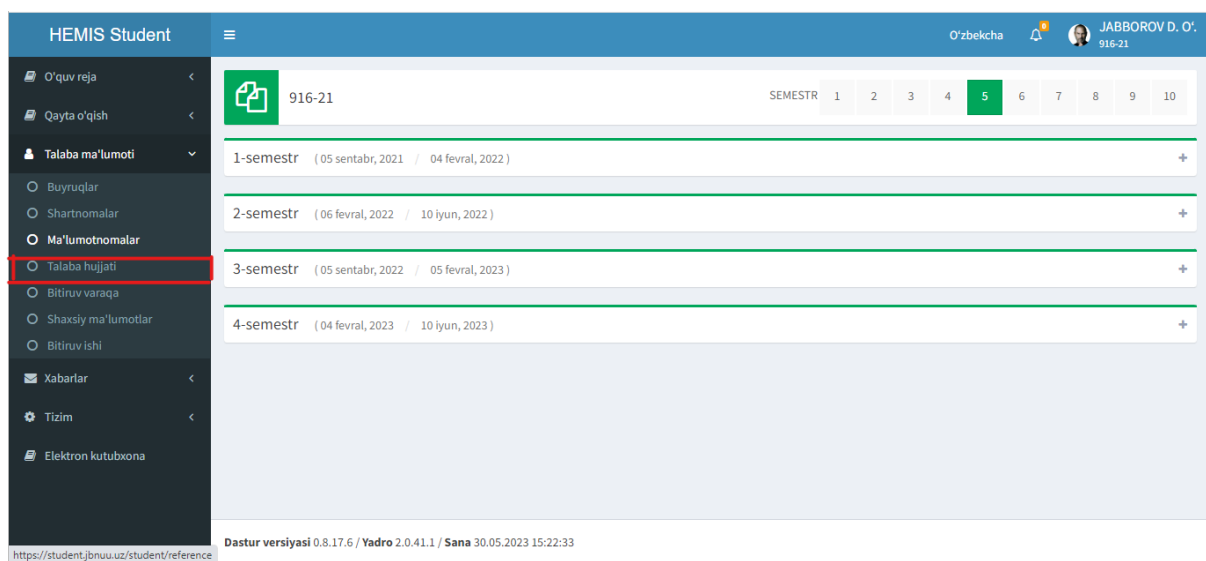 HEMIS Student
O'zbekcha
0
JABBOROV D. O'.
916-21
O'quv reja
Qayta o'qish
Talaba ma'lumoti
Buyruqlar
Shartnomalar
Ma'lumotnomalar
Talaba hujjati
Bitiruv varaqa
Shaxsiy ma'lumotlar
Bitiruv ishi
Xabarlar
Tizim
Elektron kutubxona
916-21
SEMESTR 1 2 3 4 5 6 7 8 9 10
1-semestr ( 05 sentabr, 2021 / 04 fevral, 2022 )
2-semestr ( 06 fevral, 2022 / 10 iyun, 2022 )
3-semestr ( 05 sentabr, 2022 / 05 fevral, 2023 )
4-semestr ( 04 fevral, 2023 / 10 iyun, 2023 )
Dastur versiyasi 0.8.17.6 / Yadro 2.0.41.1 / Sana 30.05.2023 15:22:33
https://student.jbnuu.uz/student/reference